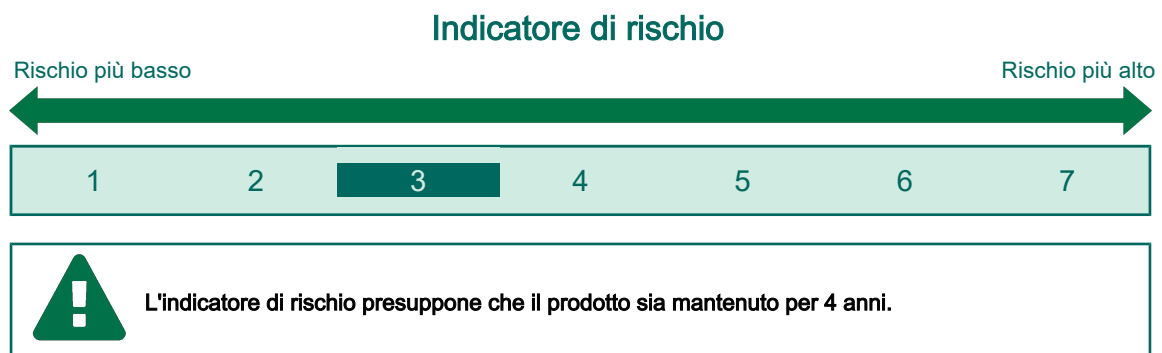 Indicatore di rischio
Rischio più basso Rischio più alto
1 2 3 4 5 6 7
L'indicatore di rischio presuppone che il prodotto sia mantenuto per 4 anni.